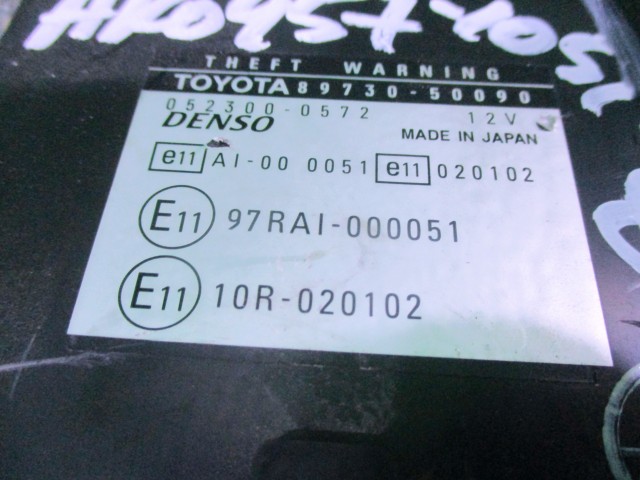 THEFT WARNING
TOYOTA 89730-50090
052300-0572 12V
DENSO MADE IN JAPAN
e11 AI-00 0051 e11 020102
E11 97RAI-000051
E11 10R-020102